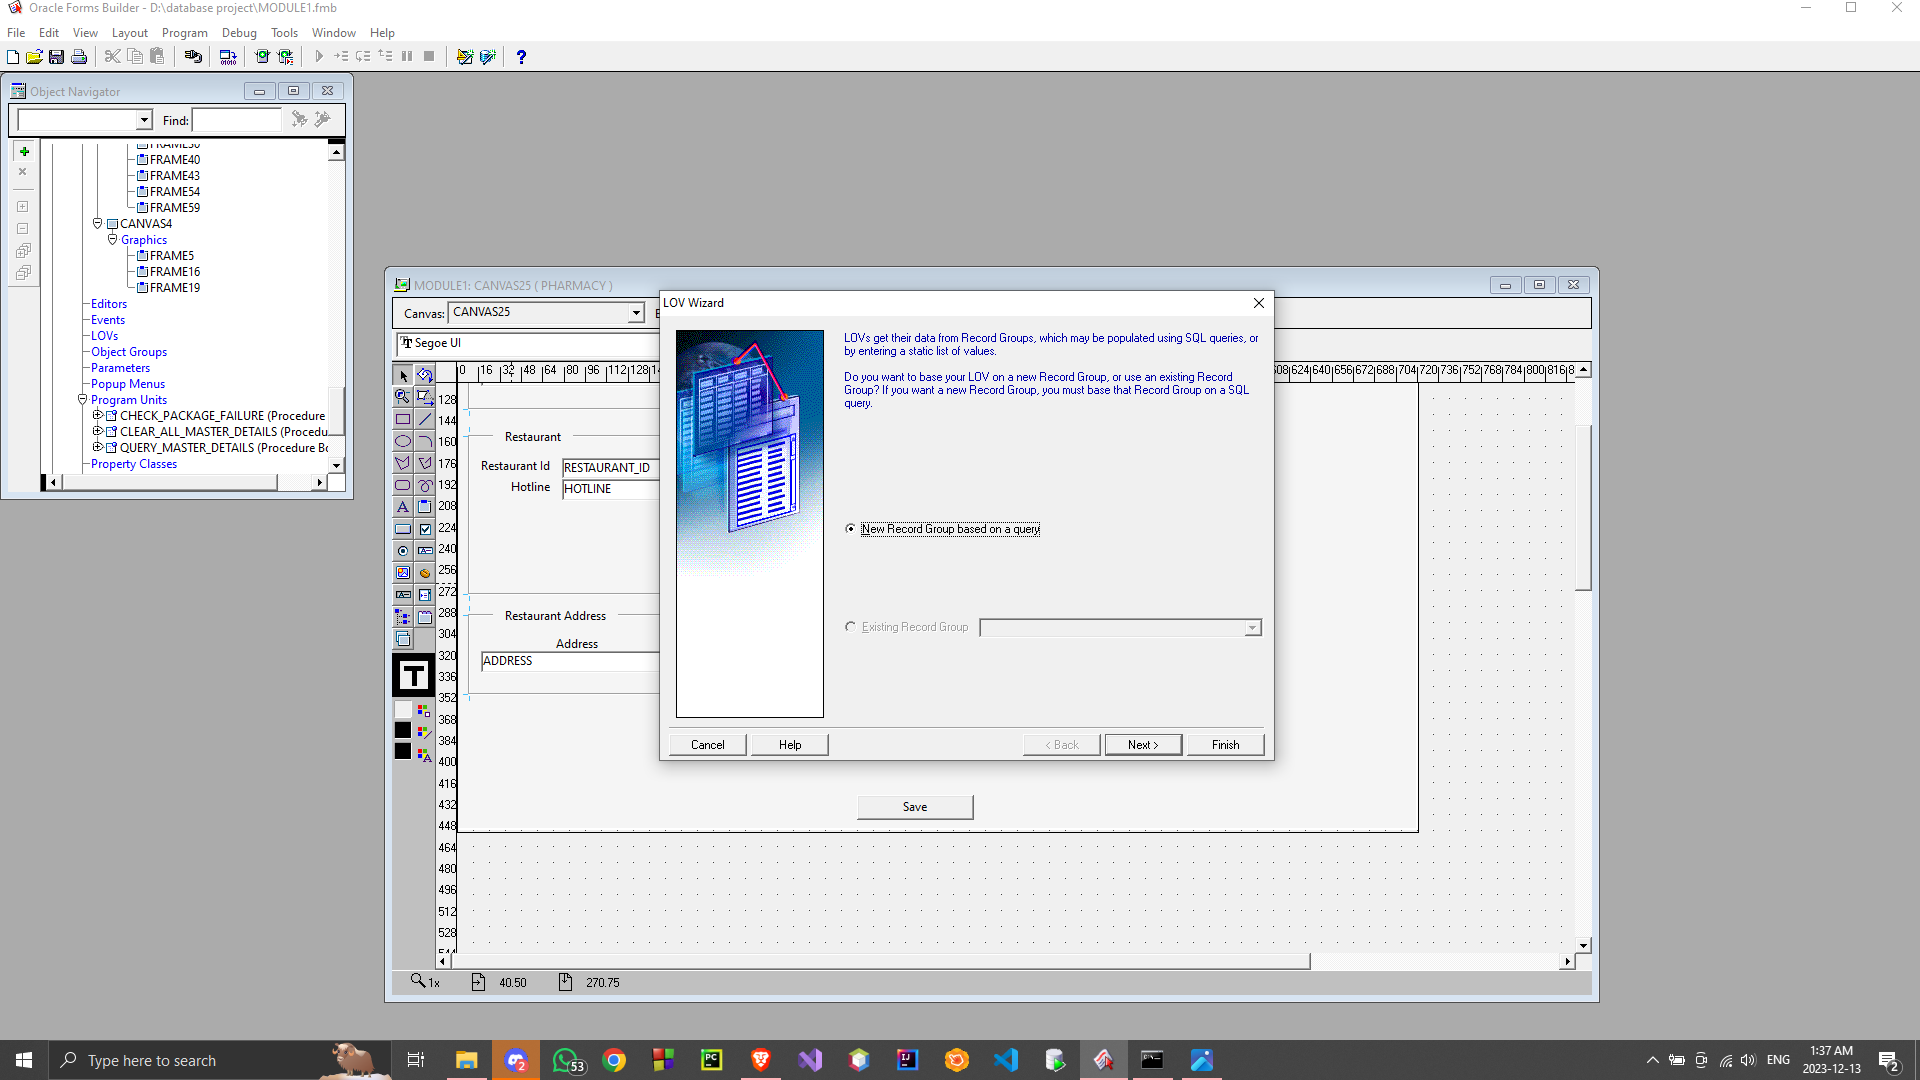 Oracle Forms Builder - D:\database project\MODULE1.fmb
File Edit View Layout Program Debug Tools Window Help
Object Navigator
Find:
FRAME40
FRAME43
FRAME54
FRAME59
CANVAS4
Graphics
FRAME5
FRAME16
FRAME19
Editors
Events
LOVs
Object Groups
Parameters
Popup Menus
Program Units
CHECK_PACKAGE_FAILURE (Procedure
CLEAR_ALL_MASTER_DETAILS (Procedu
QUERY_MASTER_DETAILS (Procedure Bo
Property Classes
MODULE1: CANVAS25 ( PHARMACY )
Canvas: CANVAS25
Segoe UI
0 16 32 48 64 80 96 112 128
608 624 640 656 672 688 704 720 736 752 768 784 800 816
128
144
160
176
192
208
224
240
256
272
288
304
320
336
352
368
384
400
416
432
448
464
480
496
512
528
Restaurant
Restaurant Id RESTAURANT_ID
Hotline HOTLINE
Restaurant Address
Address
ADDRESS
Save
1x 40.50 270.75
LOV Wizard
LOVs get their data from Record Groups, which may be populated using SQL queries, or
by entering a static list of values.
Do you want to base your LOV on a new Record Group, or use an existing Record
Group? If you want a new Record Group, you must base that Record Group on a SQL
query.
New Record Group based on a query
Existing Record Group
Cancel Help < Back Next > Finish
Type here to search
2
53
ENG
1:37 AM
2023-12-13
2